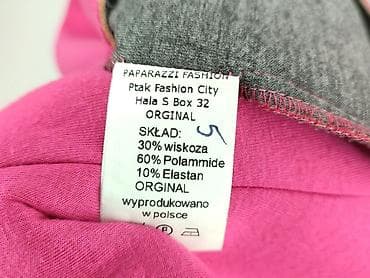 PAPARAZZI FASHION
Ptak Fashion City
Hala S Box 32
ORGINAL
SKŁAD: 5
30% wiskoza
60% Polammide
10% Elastan
ORGINAL
wyprodukowano
w polsce